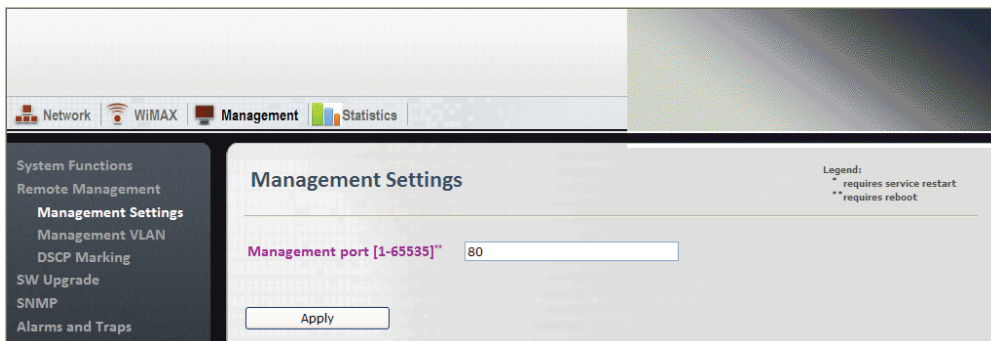 Network WiMAX Management Statistics
System Functions
Remote Management
Management Settings
Management VLAN
DSCP Marking
SW Upgrade
SNMP
Alarms and Traps
Management Settings
Legend:
* requires service restart
**requires reboot
Management port [1-65535]** 80
Apply